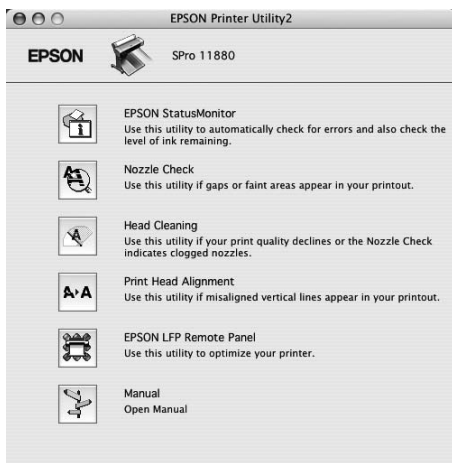 EPSON Printer Utility2
EPSON
SPro 11880
EPSON StatusMonitor
Use this utility to automatically check for errors and also check the
level of ink remaining.
Nozzle Check
Use this utility if gaps or faint areas appear in your printout.
Head Cleaning
Use this utility if your print quality declines or the Nozzle Check
indicates clogged nozzles.
A▸A
Print Head Alignment
Use this utility if misaligned vertical lines appear in your printout.
EPSON LFP Remote Panel
Use this utility to optimize your printer.
Manual
Open Manual